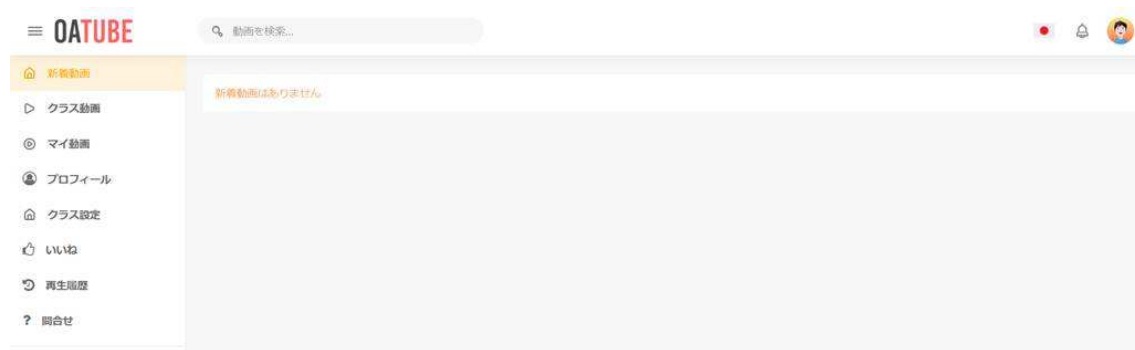 OATUBE
動画を検索...
新着動画
新着動画はありません
クラス動画
マイ動画
プロフィール
クラス設定
いいね
再生履歴
? 問合せ